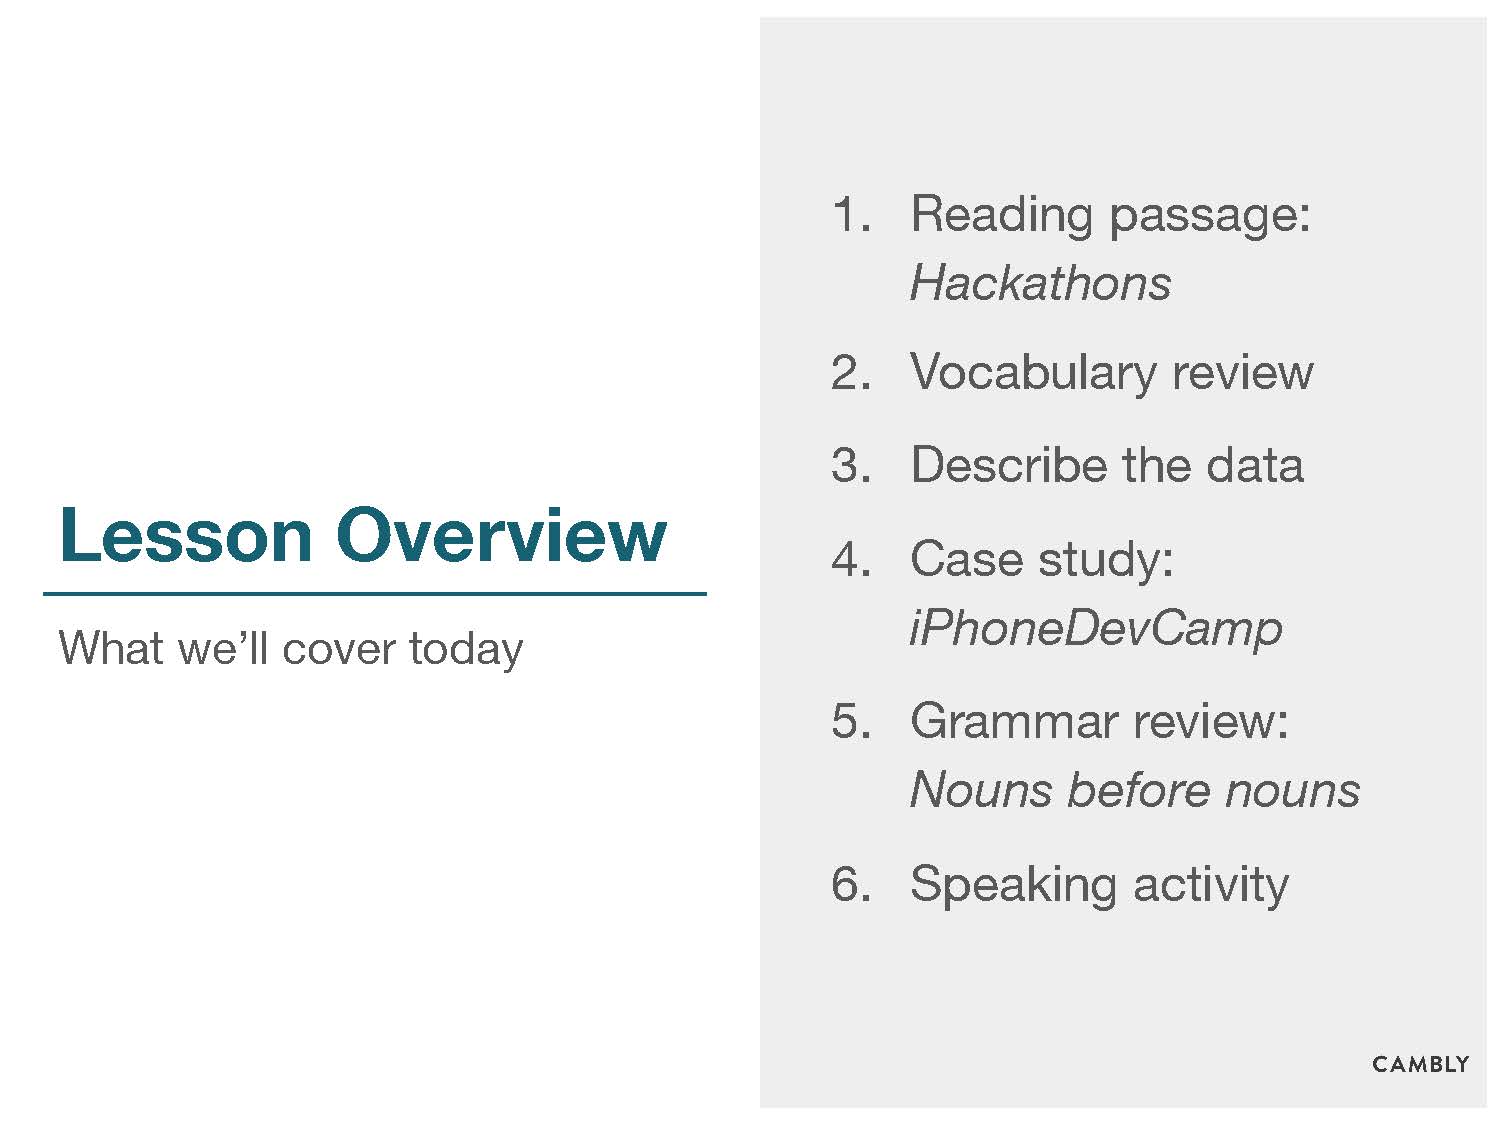 Lesson Overview
What we’ll cover today
1. Reading passage:
Hackathons
2. Vocabulary review
3. Describe the data
4. Case study:
iPhoneDevCamp
5. Grammar review:
Nouns before nouns
6. Speaking activity
CAMBLY